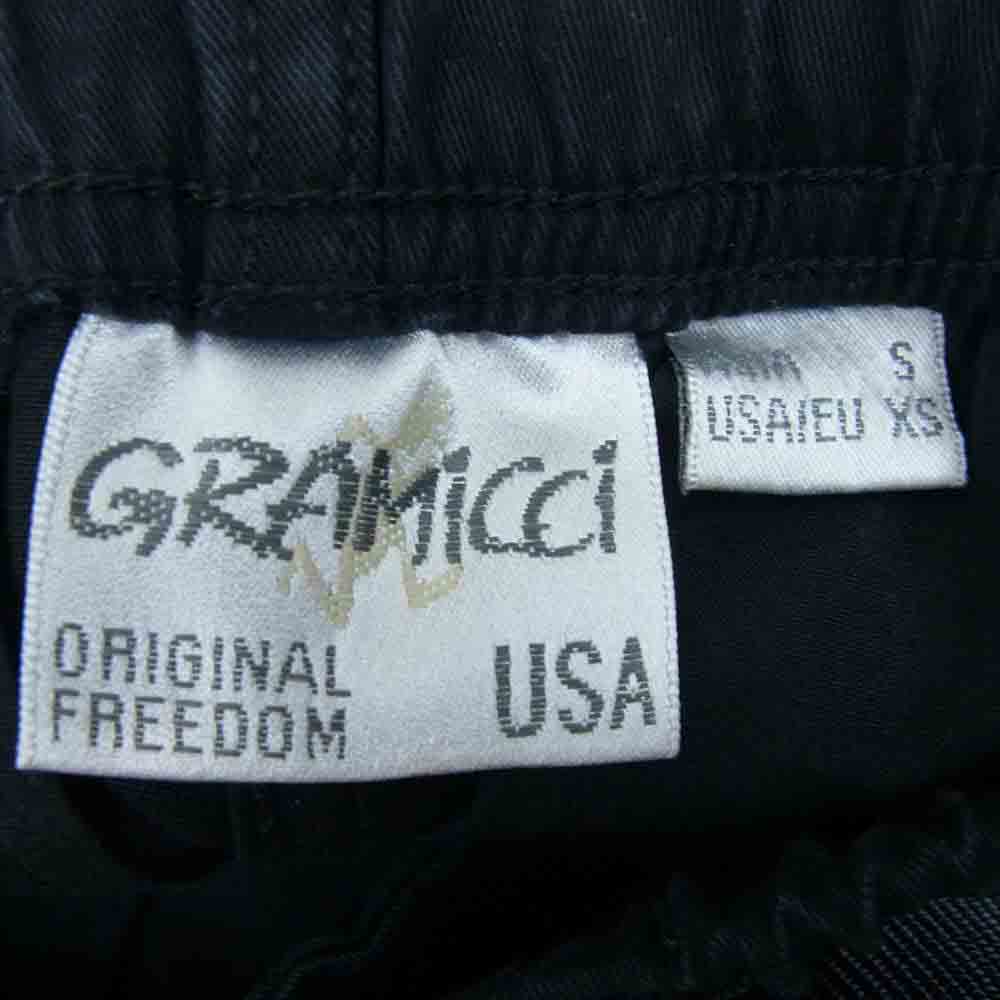 GRAMicci
ORIGINAL
FREEDOM
USA
S
USA/EU XS